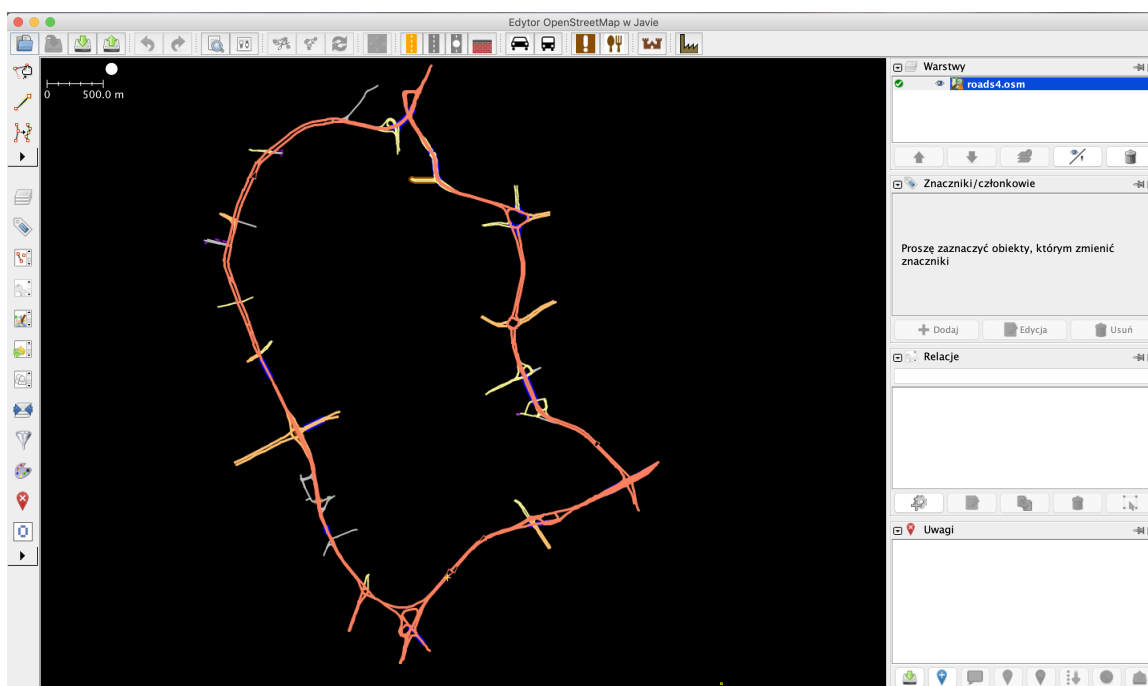 Edytor OpenStreetMap w Javie
0 500.0 m
Warstwy
roads4.osm
Znaczniki/członkowie
Proszę zaznaczyć obiekty, którym zmienić
znaczniki
Dodaj Edycja Usuń
Relacje
Uwagi